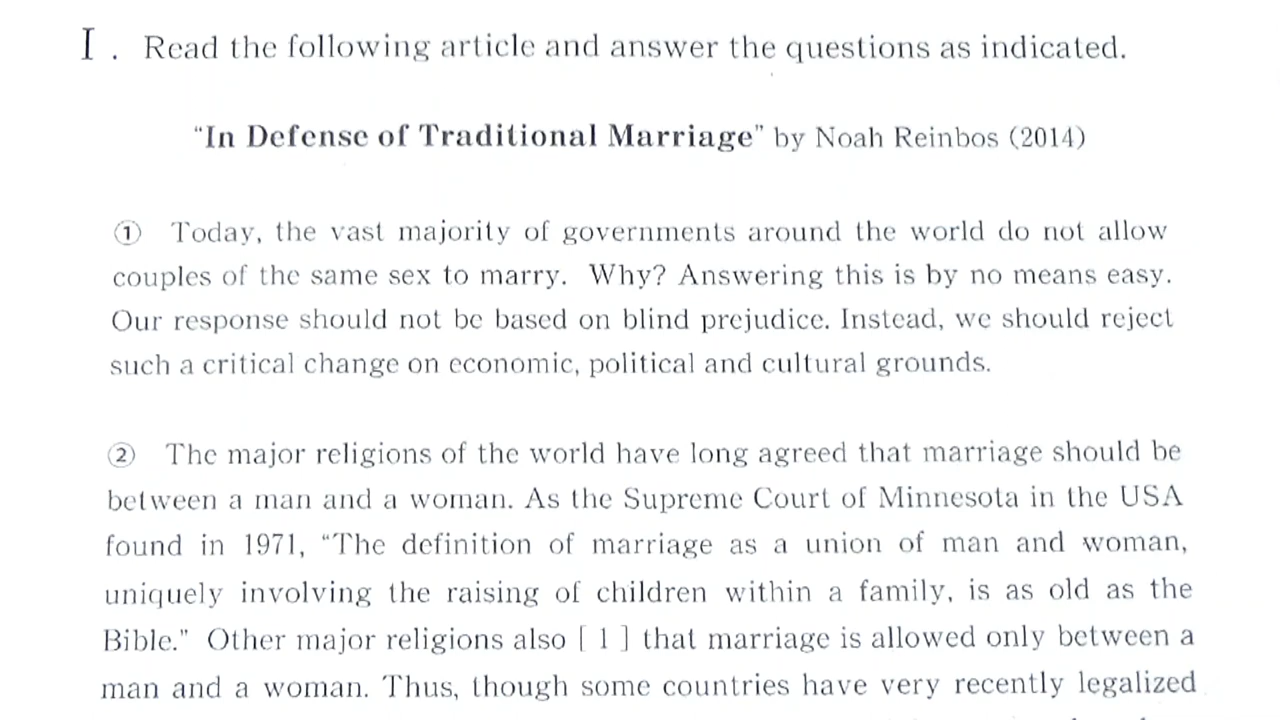 I. Read the following article and answer the questions as indicated.
“In Defense of Traditional Marriage” by Noah Reinbos (2014)
① Today, the vast majority of governments around the world do not allow
couples of the same sex to marry. Why? Answering this is by no means easy.
Our response should not be based on blind prejudice. Instead, we should reject
such a critical change on economic, political and cultural grounds.
② The major religions of the world have long agreed that marriage should be
between a man and a woman. As the Supreme Court of Minnesota in the USA
found in 1971, “The definition of marriage as a union of man and woman,
uniquely involving the raising of children within a family, is as old as the
Bible.” Other major religions also [ 1 ] that marriage is allowed only between a
man and a woman. Thus, though some countries have very recently legalized